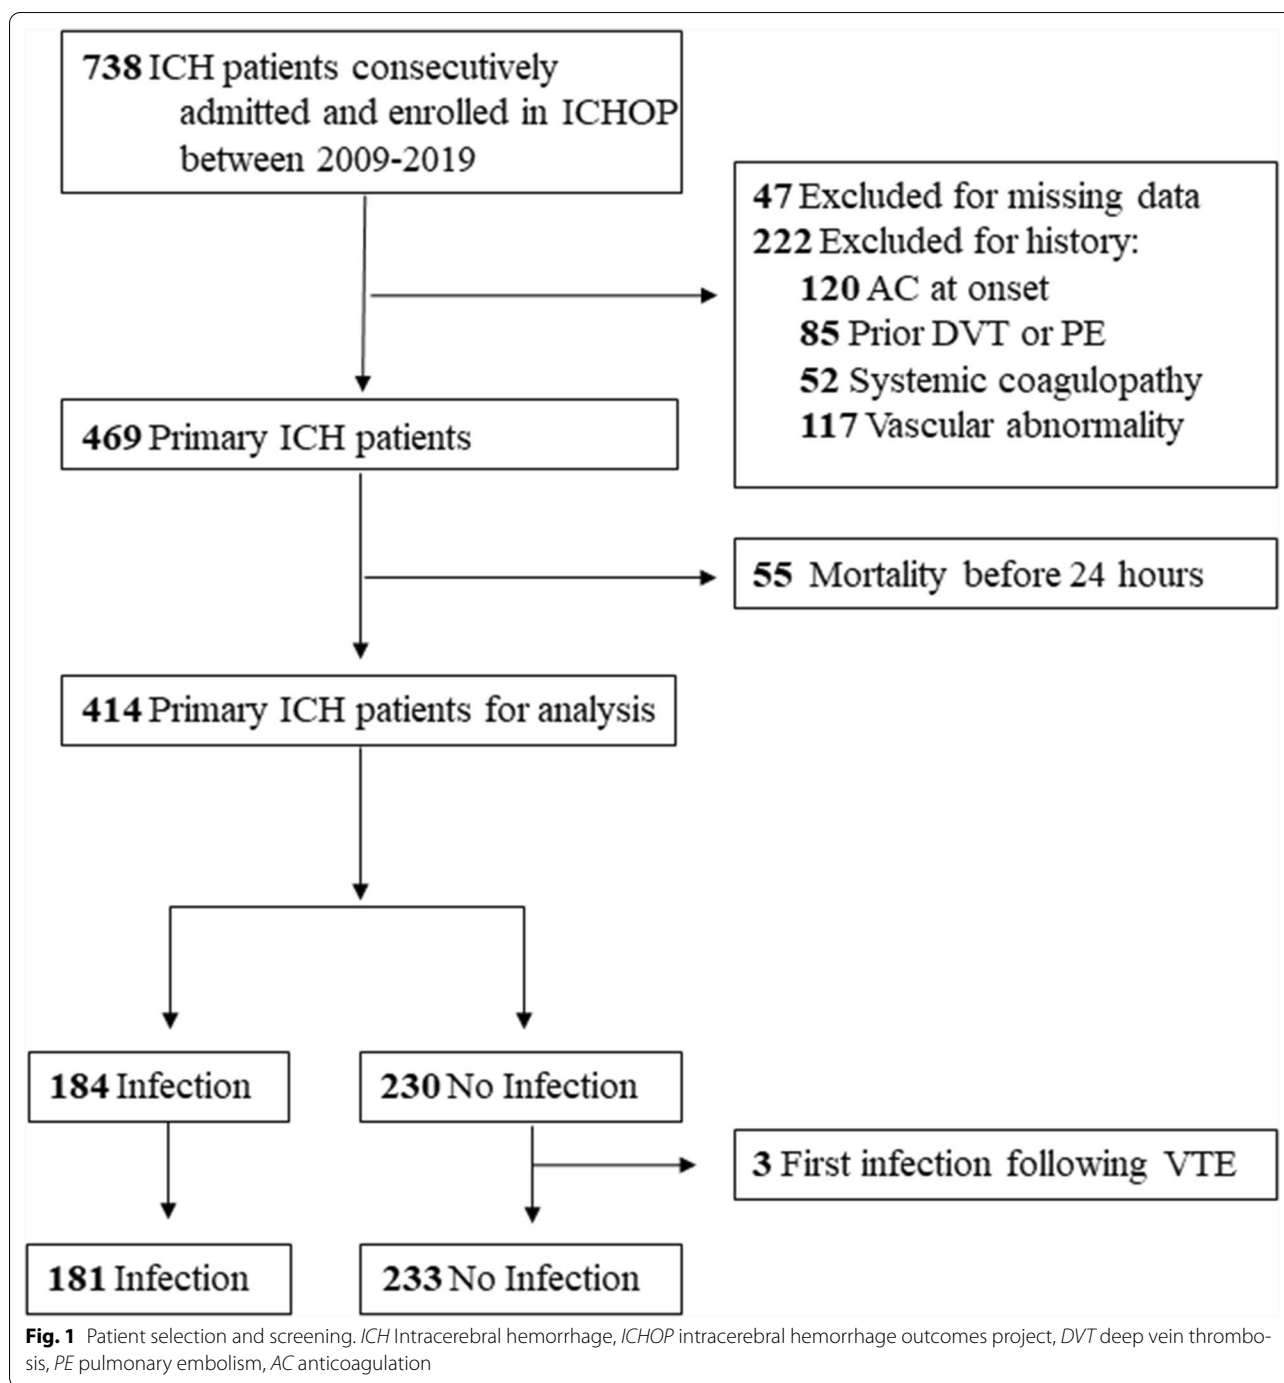 738 ICH patients consecutively
admitted and enrolled in ICHOP
between 2009-2019
47 Excluded for missing data
222 Excluded for history:
120 AC at onset
85 Prior DVT or PE
52 Systemic coagulopathy
117 Vascular abnormality
469 Primary ICH patients
55 Mortality before 24 hours
414 Primary ICH patients for analysis
184 Infection
230 No Infection
3 First infection following VTE
181 Infection
233 No Infection
Fig. 1 Patient selection and screening. ICH Intracerebral hemorrhage, ICHOP intracerebral hemorrhage outcomes project, DVT deep vein thrombo-
sis, PE pulmonary embolism, AC anticoagulation